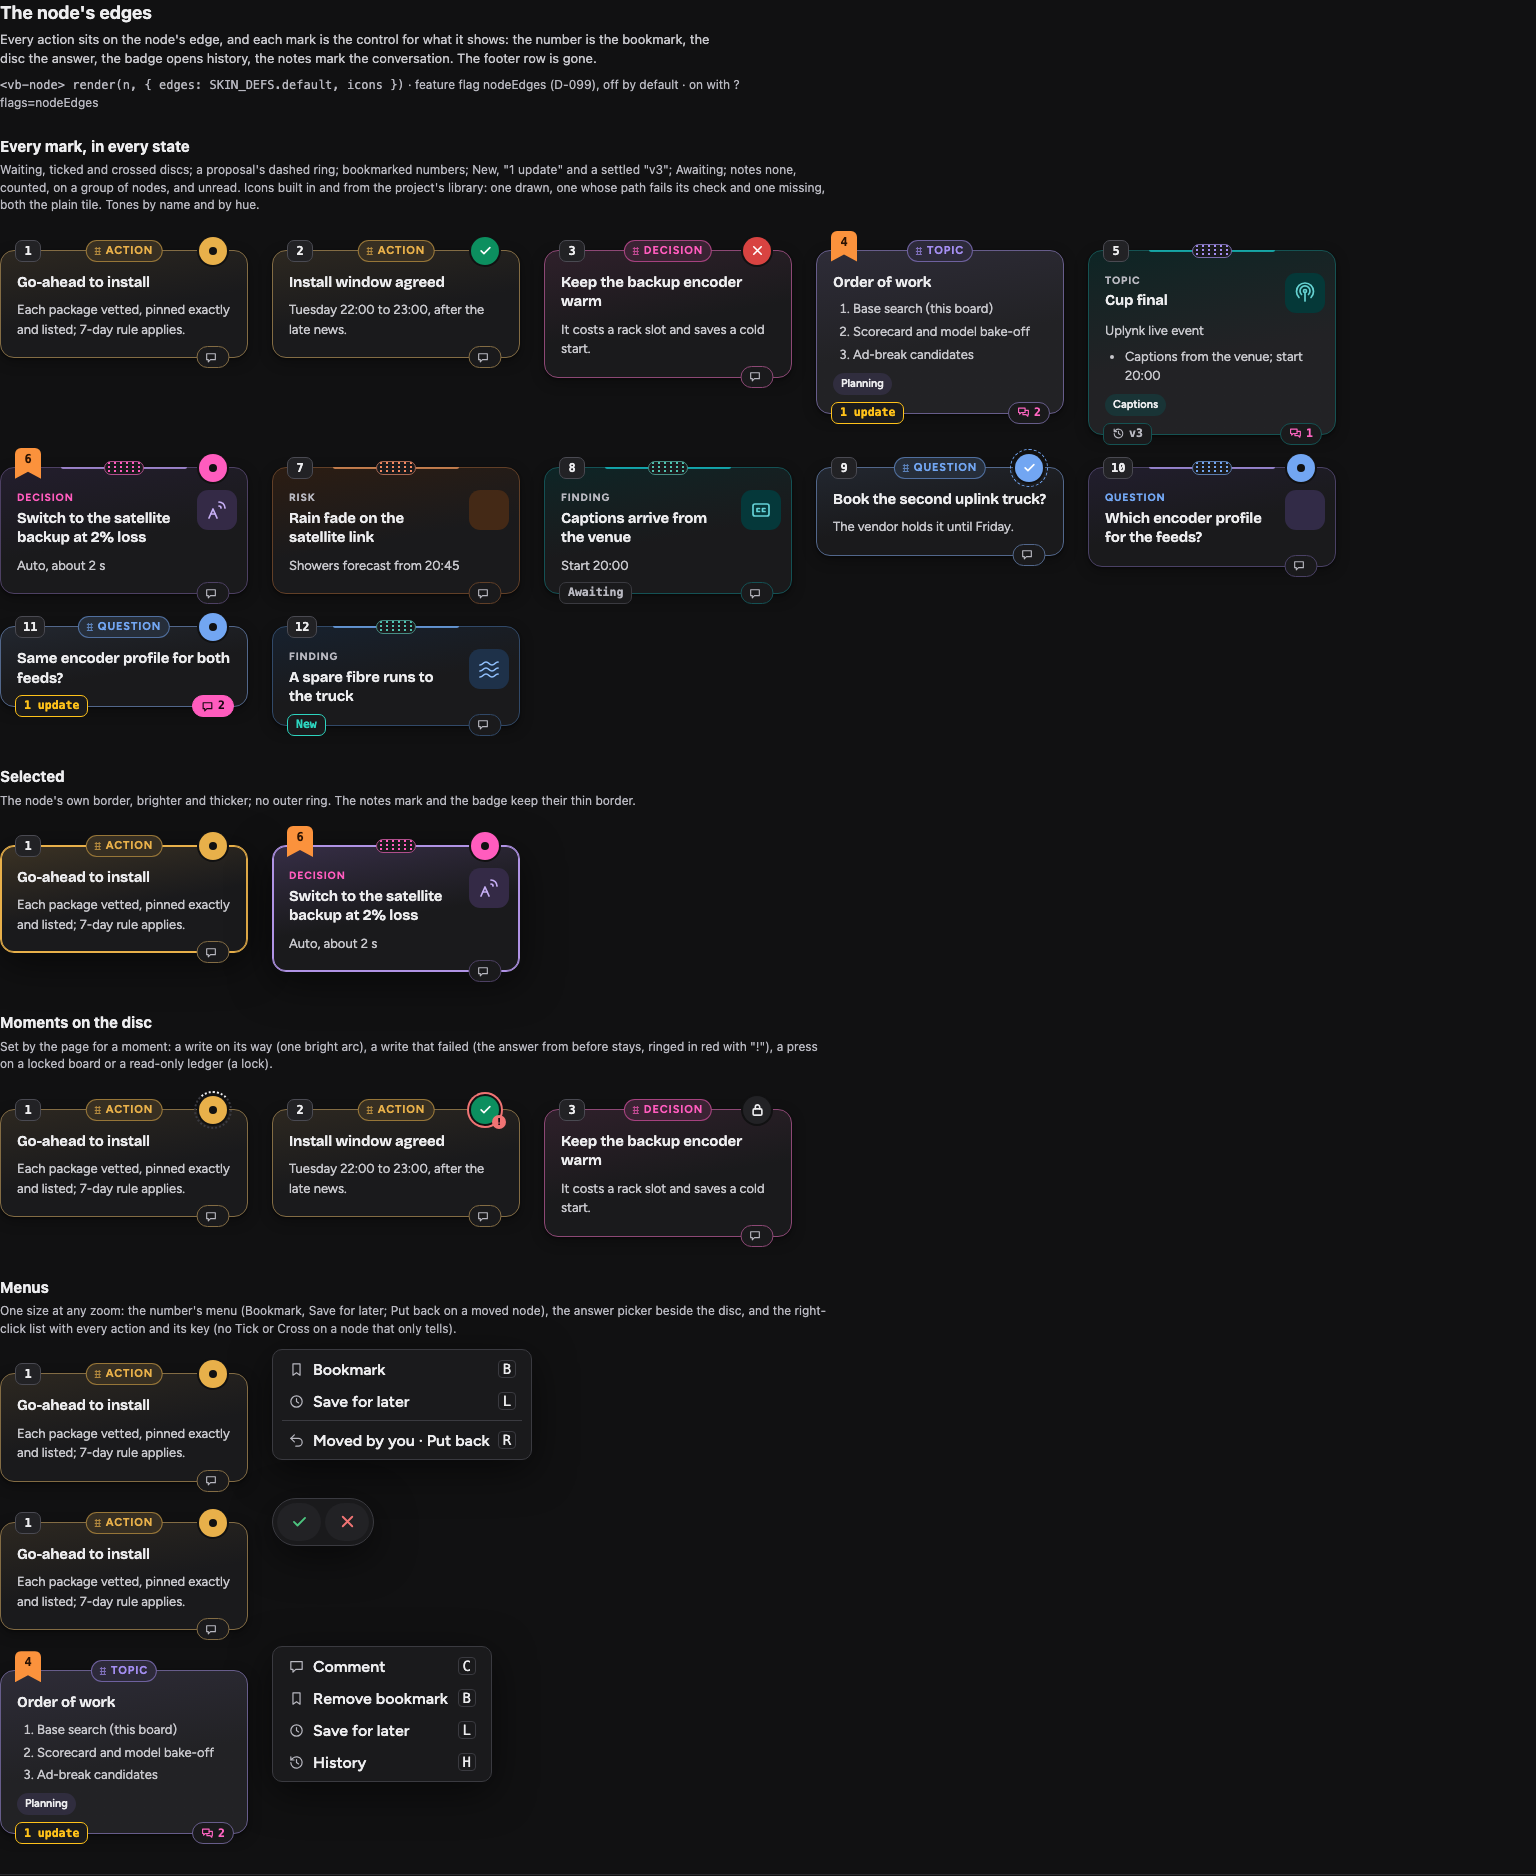 The node's edges
Every action sits on the node's edge, and each mark is the control for what it shows: the number is the bookmark, the
disc the answer, the badge opens history, the notes mark the conversation. The footer row is gone.
<vb-node> render(n, { edges: SKIN_DEFS.default, icons }) · feature flag nodeEdges (D-099), off by default · on with ?
flags=nodeEdges
Every mark, in every state
Waiting, ticked and crossed discs; a proposal's dashed ring; bookmarked numbers; New, "1 update" and a settled "v3"; Awaiting; notes none,
counted, on a group of nodes, and unread. Icons built in and from the project's library: one drawn, one whose path fails its check and one missing,
both the plain tile. Tones by name and by hue.
1 ACTION
Go-ahead to install
Each package vetted, pinned exactly
and listed; 7-day rule applies.
2 ACTION
Install window agreed
Tuesday 22:00 to 23:00, after the
late news.
3 DECISION
Keep the backup encoder
warm
It costs a rack slot and saves a cold
start.
4 TOPIC
Order of work
1. Base search (this board)
2. Scorecard and model bake-off
3. Ad-break candidates
Planning
1 update 2
5
TOPIC
Cup final
Uplynk live event
• Captions from the venue; start
20:00
Captions
v3 1
6
DECISION
Switch to the satellite
backup at 2% loss
Auto, about 2 s
7
RISK
Rain fade on the
satellite link
Showers forecast from 20:45
8
FINDING
Captions arrive from
the venue
Start 20:00
Awaiting
9 QUESTION
Book the second uplink truck?
The vendor holds it until Friday.
10
QUESTION
Which encoder profile
for the feeds?
11 QUESTION
Same encoder profile for both
feeds?
1 update 2
12
FINDING
A spare fibre runs to
the truck
New
Selected
The node's own border, brighter and thicker; no outer ring. The notes mark and the badge keep their thin border.
1 ACTION
Go-ahead to install
Each package vetted, pinned exactly
and listed; 7-day rule applies.
6
DECISION
Switch to the satellite
backup at 2% loss
Auto, about 2 s
Moments on the disc
Set by the page for a moment: a write on its way (one bright arc), a write that failed (the answer from before stays, ringed in red with "!"), a press
on a locked board or a read-only ledger (a lock).
1 ACTION
Go-ahead to install
Each package vetted, pinned exactly
and listed; 7-day rule applies.
2 ACTION !
Install window agreed
Tuesday 22:00 to 23:00, after the
late news.
3 DECISION
Keep the backup encoder
warm
It costs a rack slot and saves a cold
start.
Menus
One size at any zoom: the number's menu (Bookmark, Save for later; Put back on a moved node), the answer picker beside the disc, and the right-
click list with every action and its key (no Tick or Cross on a node that only tells).
1 ACTION
Go-ahead to install
Each package vetted, pinned exactly
and listed; 7-day rule applies.
Bookmark B
Save for later L
Moved by you · Put back R
1 ACTION
Go-ahead to install
Each package vetted, pinned exactly
and listed; 7-day rule applies.
4 TOPIC
Order of work
1. Base search (this board)
2. Scorecard and model bake-off
3. Ad-break candidates
Planning
1 update 2
Comment C
Remove bookmark B
Save for later L
History H